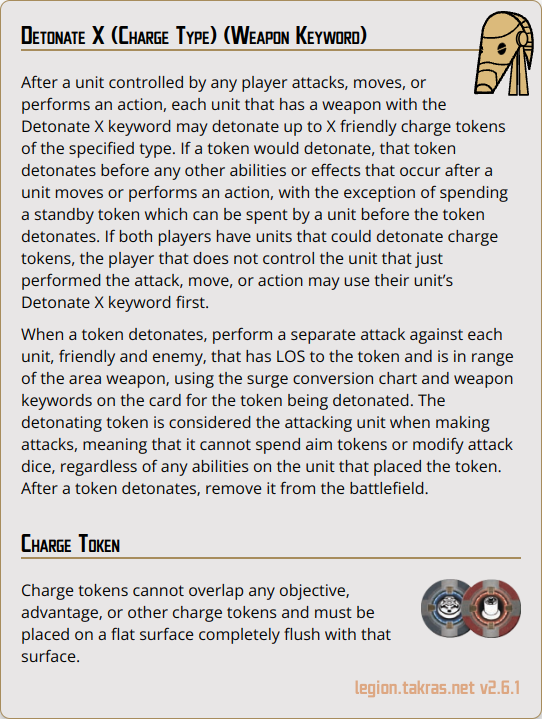 Detonate X (Charge Type) (Weapon Keyword)
After a unit controlled by any player attacks, moves, or
performs an action, each unit that has a weapon with the
Detonate X keyword may detonate up to X friendly charge tokens
of the specified type. If a token would detonate, that token
detonates before any other abilities or effects that occur after a
unit moves or performs an action, with the exception of spending
a standby token which can be spent by a unit before the token
detonates. If both players have units that could detonate charge
tokens, the player that does not control the unit that just
performed the attack, move, or action may use their unit's
Detonate X keyword first.
When a token detonates, perform a separate attack against each
unit, friendly and enemy, that has LOS to the token and is in range
of the area weapon, using the surge conversion chart and weapon
keywords on the card for the token being detonated. The
detonating token is considered the attacking unit when making
attacks, meaning that it cannot spend aim tokens or modify attack
dice, regardless of any abilities on the unit that placed the token.
After a token detonates, remove it from the battlefield.
Charge Token
Charge tokens cannot overlap any objective,
advantage, or other charge tokens and must be
placed on a flat surface completely flush with that
surface.
legion.takras.net v2.6.1